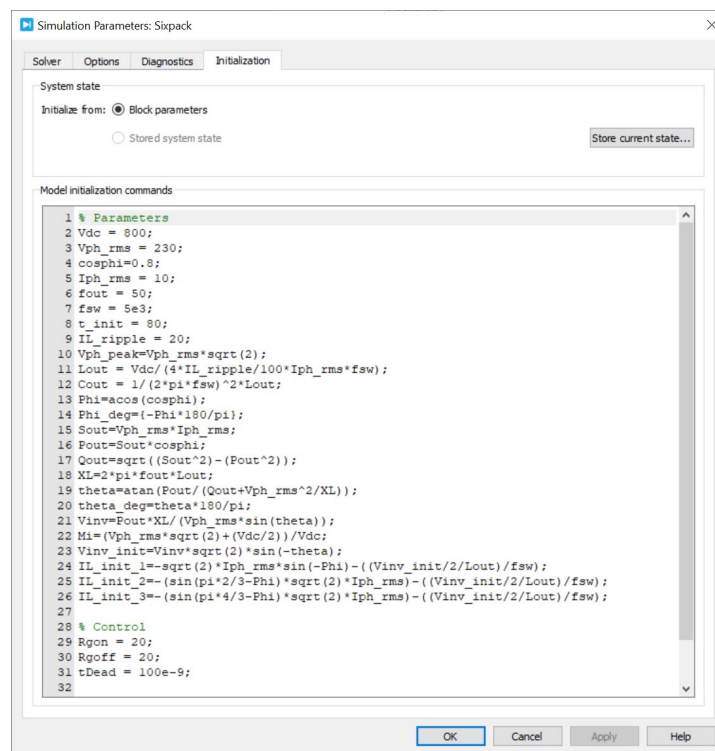 Simulation Parameters: Sixpack
Solver Options Diagnostics Initialization
System state
Initialize from: Block parameters
Stored system state Store current state...
Model initialization commands
1 % Parameters
2 Vdc = 800;
3 Vph_rms = 230;
4 cosphi=0.8;
5 Iph_rms = 10;
6 fout = 50;
7 fsw = 5e3;
8 t_init = 80;
9 IL_ripple = 20;
10 Vph_peak=Vph_rms*sqrt(2);
11 Lout = Vdc/(4*IL_ripple/100*Iph_rms*fsw);
12 Cout = 1/(2*pi*fsw)^2*Lout;
13 Phi=acos(cosphi);
14 Phi_deg={-Phi*180/pi};
15 Sout=Vph_rms*Iph_rms;
16 Pout=Sout*cosphi;
17 Qout=sqrt((Sout^2)-(Pout^2));
18 XL=2*pi*fout*Lout;
19 theta=atan(Pout/(Qout+Vph_rms^2/XL));
20 theta_deg=theta*180/pi;
21 Vinv=Pout*XL/(Vph_rms*sin(theta));
22 Mi=(Vph_rms*sqrt(2)+(Vdc/2))/Vdc;
23 Vinv_init=Vinv*sqrt(2)*sin(-theta);
24 IL_init_1=-sqrt(2)*Iph_rms*sin(-Phi)-((Vinv_init/2/Lout)/fsw);
25 IL_init_2=-(sin(pi*2/3-Phi)*sqrt(2)*Iph_rms)-((Vinv_init/2/Lout)/fsw);
26 IL_init_3=-(sin(pi*4/3-Phi)*sqrt(2)*Iph_rms)-((Vinv_init/2/Lout)/fsw);
27
28 % Control
29 Rgon = 20;
30 Rgoff = 20;
31 tDead = 100e-9;
32
OK Cancel Apply Help